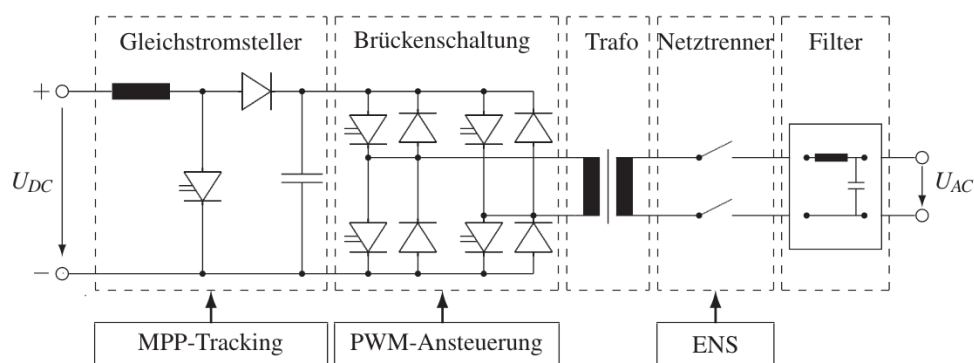 Gleichstromsteller
Brückenschaltung
Trafo
Netztrenner
Filter
+
U_DC
−
U_AC
MPP-Tracking
PWM-Ansteuerung
ENS